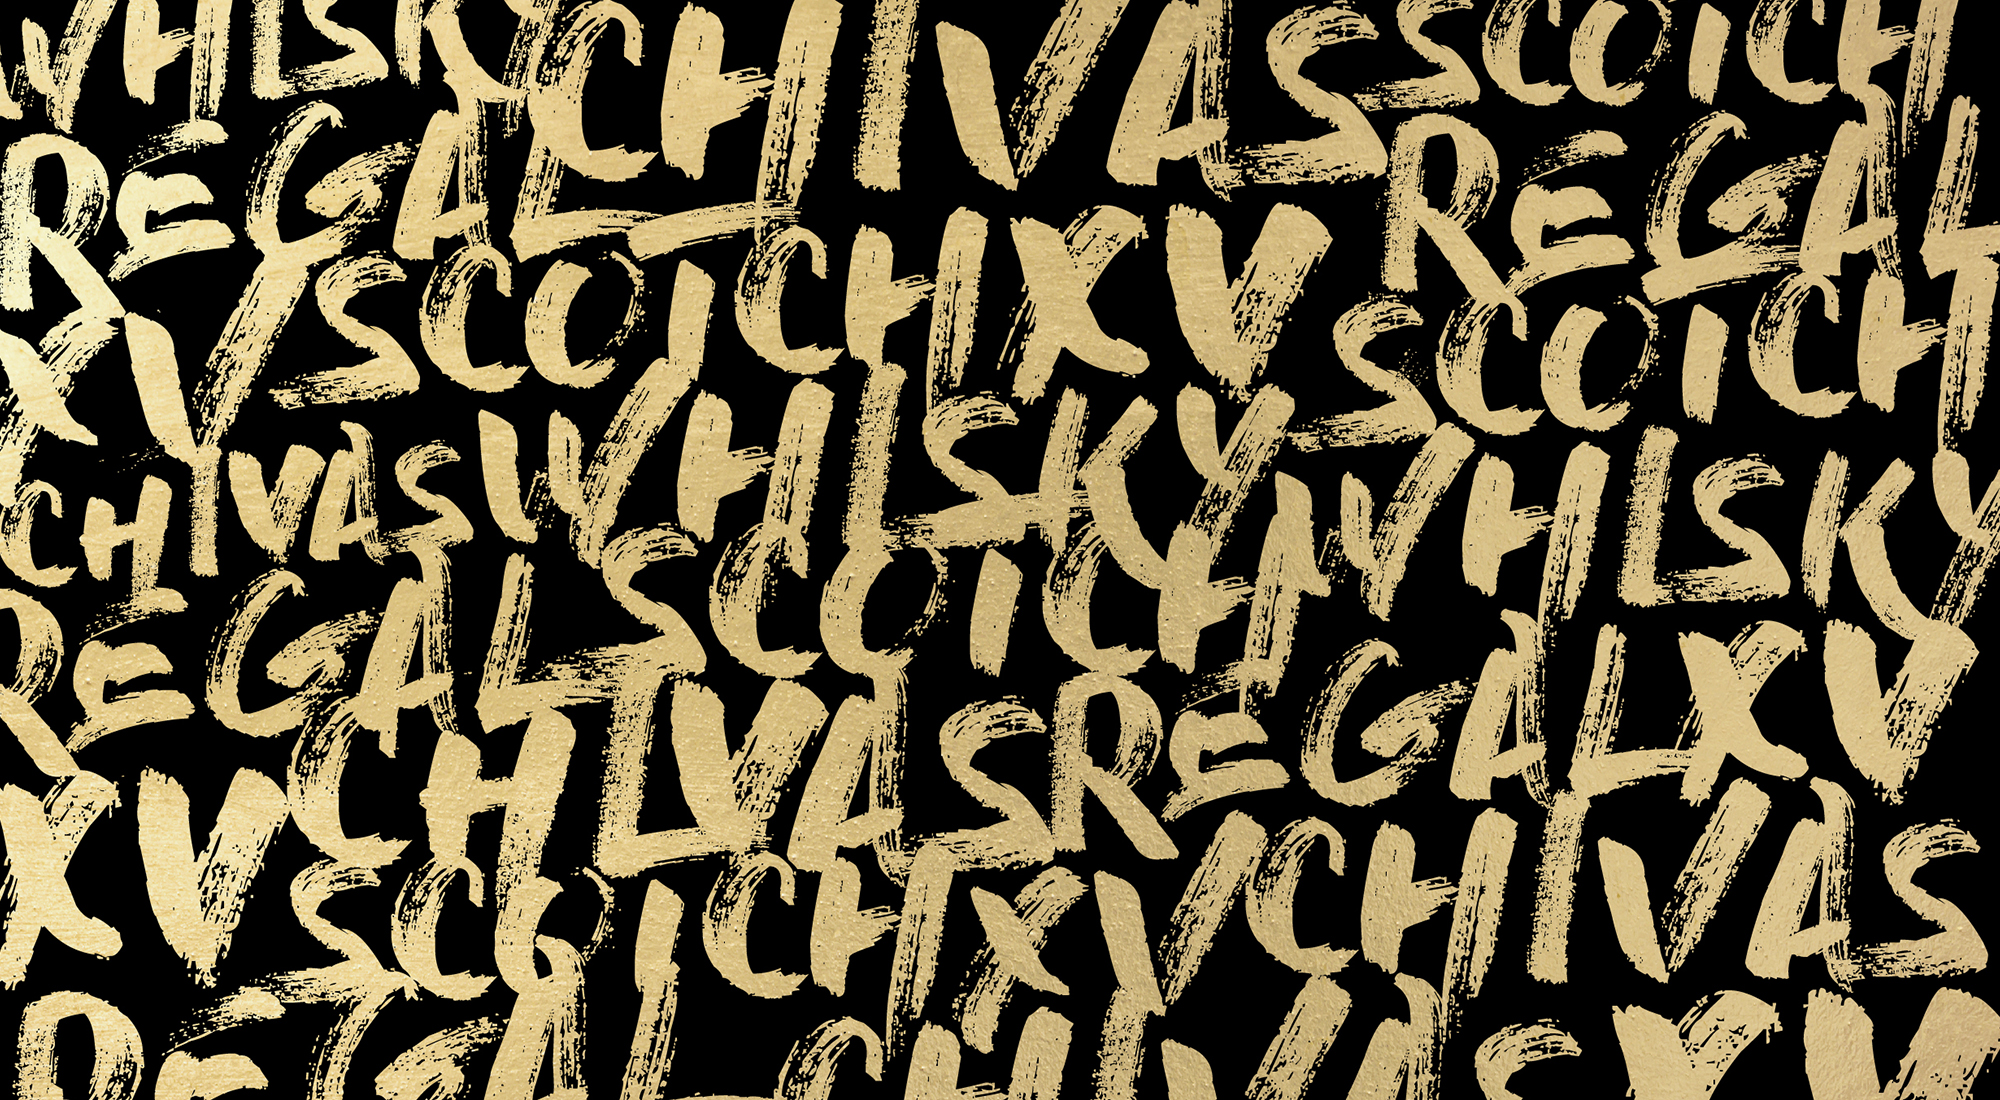 WHISKY CHIVAS SCOTCH
REGAL REGAL
XV SCOTCH XV SCOTCH
CHIVAS WHISKY WHISKY
REGAL SCOTCH REGAL XV
XV CHIVAS REGAL CHIVAS
SCOTCH XV
REGAL CHIVAS XV